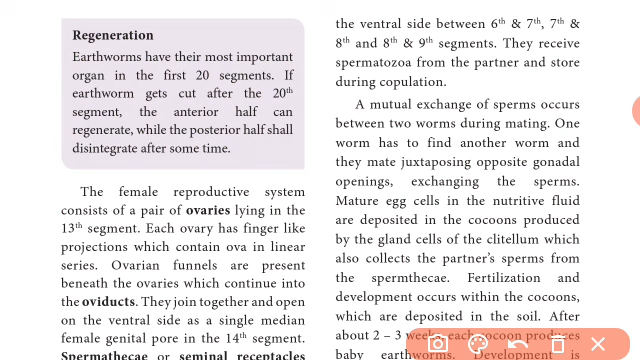 Regeneration
Earthworms have their most important
organ in the first 20 segments. If
earthworm gets cut after the 20th
segment, the anterior half can
regenerate, while the posterior half shall
disintegrate after some time.
The female reproductive system
consists of a pair of ovaries lying in the
13th segment. Each ovary has finger like
projections which contain ova in linear
series. Ovarian funnels are present
beneath the ovaries which continue into
the oviducts. They join together and open
on the ventral side as a single median
female genital pore in the 14th segment.
Spermathecae or seminal receptacles
the ventral side between 6th & 7th, 7th &
8th and 8th & 9th segments. They receive
spermatozoa from the partner and store
during copulation.
A mutual exchange of sperms occurs
between two worms during mating. One
worm has to find another worm and
they mate juxtaposing opposite gonadal
openings, exchanging the sperms.
Mature egg cells in the nutritive fluid
are deposited in the cocoons produced
by the gland cells of the clitellum which
also collects the partner's sperms from
the spermthecae. Fertilization and
development occurs within the cocoons,
which are deposited in the soil. After
about 2 – 3 weeks, each cocoon produces
baby earthworms. Development is